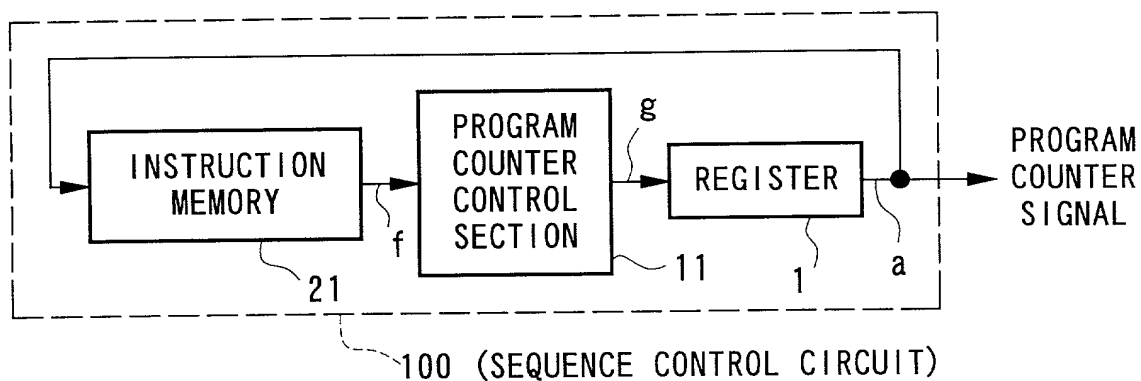 INSTRUCTION
MEMORY
21
f
PROGRAM
COUNTER
CONTROL
SECTION
11
g
REGISTER
1
a
PROGRAM
COUNTER
SIGNAL
100 (SEQUENCE CONTROL CIRCUIT)